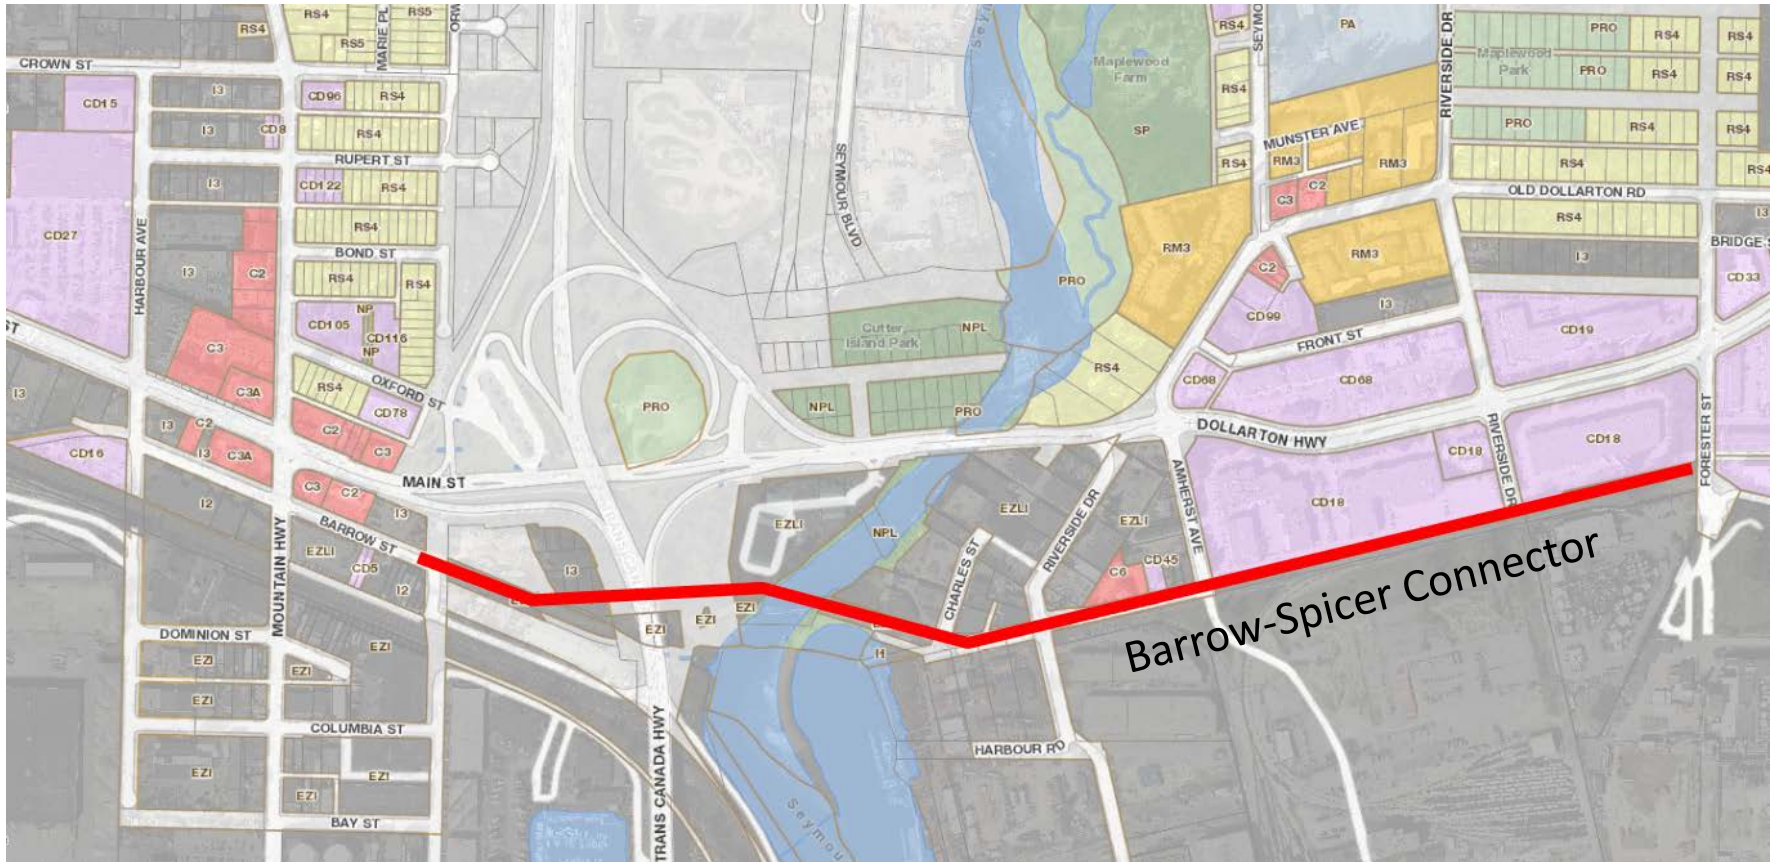 RS4
RS5
RS4
RS5
MARIE PL
CROWN ST
CD15
I3
CD96
RS4
I3
CD8
RS4
RUPERT ST
I3
CD122
RS4
RS4
BOND ST
CD27
HARBOUR AVE
I3
C2
RS4
RS4
NP
CD105
CD116
NP
C3
C3A
RS4
OXFORD ST
CD78
I3
I3
C2
I3
C3A
C2
C3
CD16
MAIN ST
C3
C2
I3
I2
BARROW ST
MOUNTAIN HWY
EZLI
CD5
I2
DOMINION ST
EZI
EZI
EZI
EZI
COLUMBIA ST
EZI
EZI
EZI
BAY ST
SEYMOUR BLVD
Maplewood
Farm
SP
PRO
Cutter
Island Park
NPL
PRO
NPL
PRO
RS4
RM3
EZLI
NPL
EZLI
I3
EZI
EZI
EZI
I1
TRANS CANADA HWY
CHARLES ST
RIVERSIDE DR
EZLI
C6
CD45
AMHERST AVE
HARBOUR RD
RS4
RS4
RS4
PA
RIVERSIDE DR
PRO
RS4
RS4
Maplewood
Park
PRO
RS4
RS4
PRO
RS4
RS4
MUNSTER AVE
RM3
RM3
RS4
RS4
C3
C2
OLD DOLLARTON RD
RS4
I3
C2
RM3
I3
I3
CD33
CD99
FRONT ST
CD19
CD68
CD68
DOLLARTON HWY
CD18
CD18
CD18
RIVERSIDE DR
FORESTER ST
Barrow-Spicer Connector